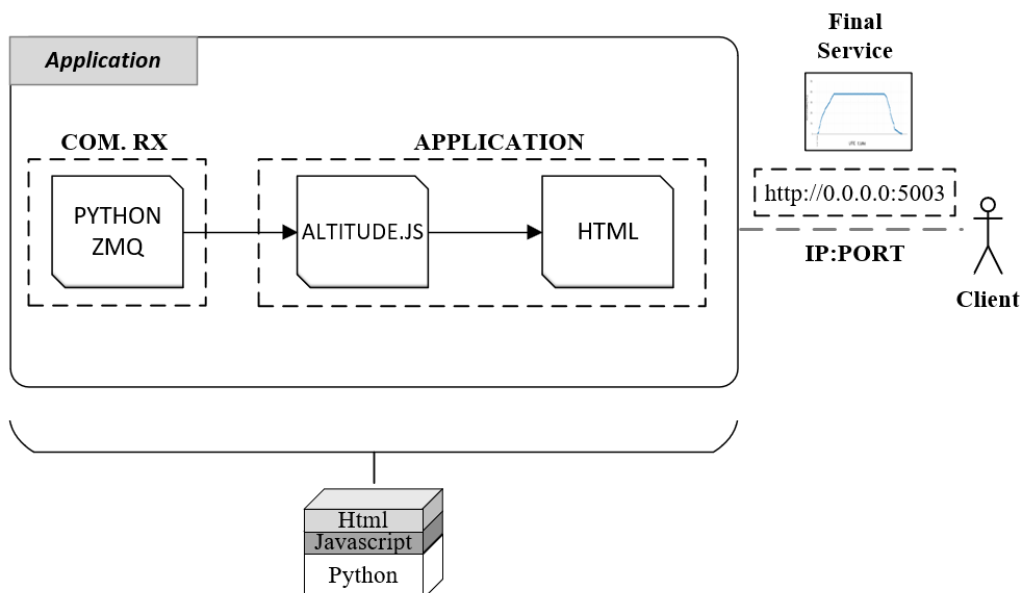 Application
COM. RX
PYTHON
ZMQ
APPLICATION
ALTITUDE.JS
HTML
Final
Service
http://0.0.0.0:5003
IP:PORT
Client
Html
Javascript
Python